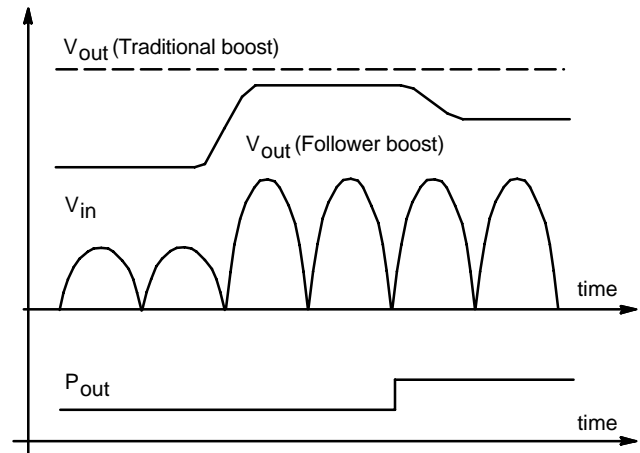 Vout (Traditional boost)
Vout (Follower boost)
Vin
time
Pout
time